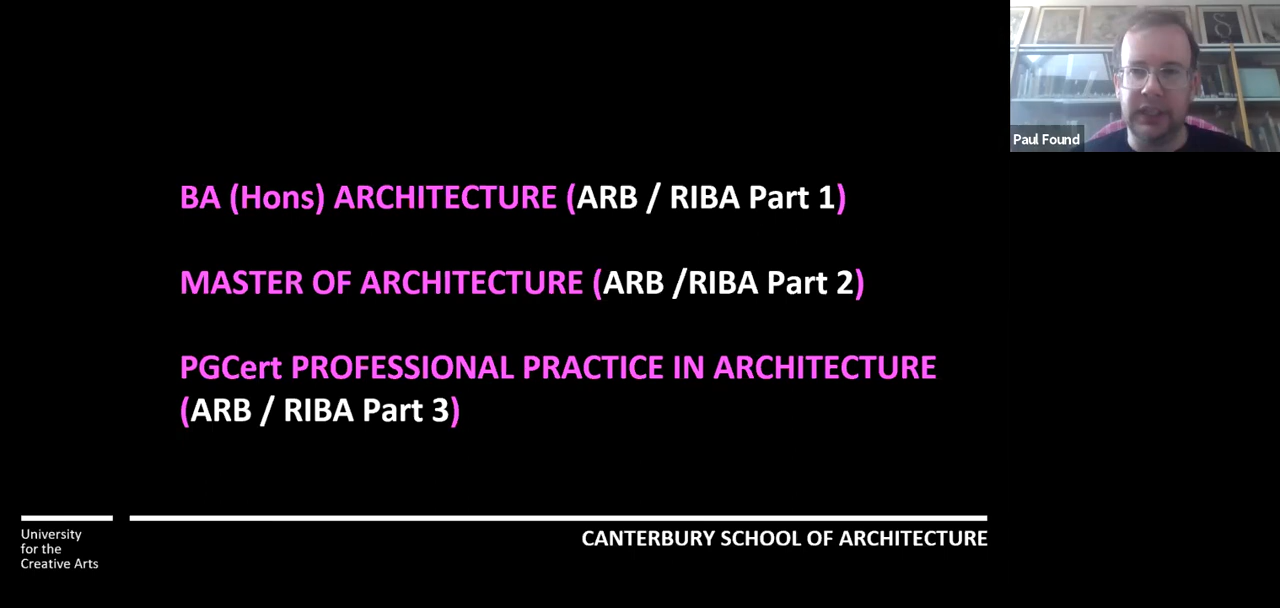 Paul Found
BA (Hons) ARCHITECTURE (ARB / RIBA Part 1)
MASTER OF ARCHITECTURE (ARB /RIBA Part 2)
PGCert PROFESSIONAL PRACTICE IN ARCHITECTURE
(ARB / RIBA Part 3)
University
for the
Creative Arts
CANTERBURY SCHOOL OF ARCHITECTURE